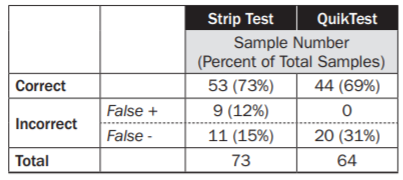 Strip Test QuikTest
Sample Number
(Percent of Total Samples)
Correct 53 (73%) 44 (69%)
Incorrect False + 9 (12%) 0
False - 11 (15%) 20 (31%)
Total 73 64